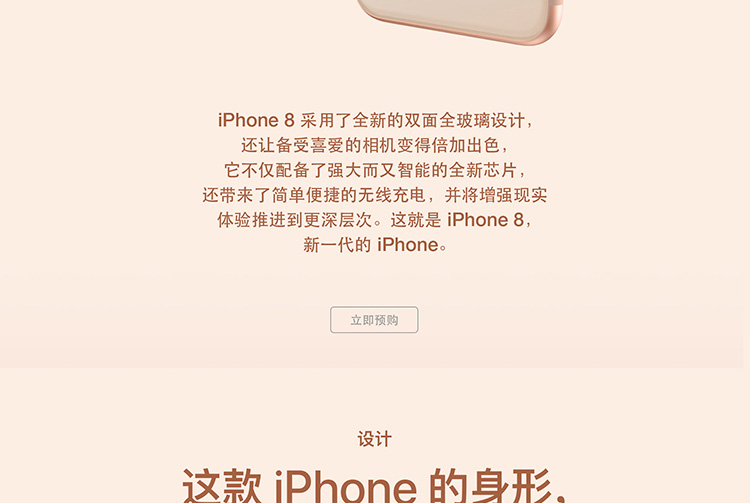 iPhone 8 采用了全新的双面全玻璃设计，
还让备受喜爱的相机变得倍加出色，
它不仅配备了强大而又智能的全新芯片，
还带来了简单便捷的无线充电，并将增强现实
体验推进到更深层次。这就是 iPhone 8，
新一代的 iPhone。
立即预购
设计
这款 iPhone 的身形，